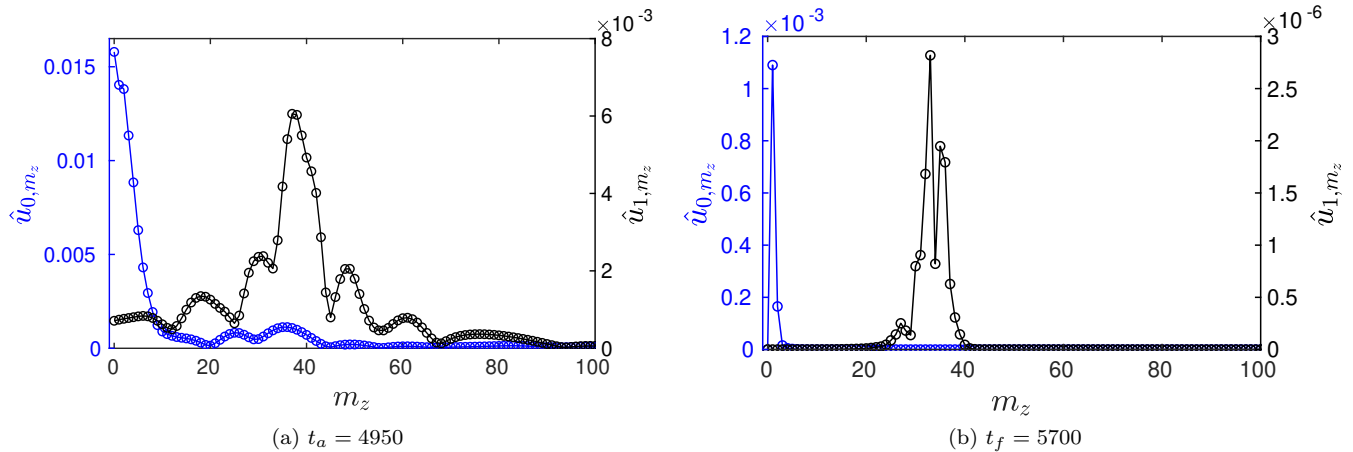 ×10⁻³
8
6
4
2
0
0.015
0.01
0.005
0
û₀,m_z
û₁,m_z
0 20 40 60 80 100
m_z
(a) tₐ = 4950
×10⁻³
×10⁻⁶
1.2
1
0.8
0.6
0.4
0.2
0
3
2.5
2
1.5
1
0.5
0
û₀,m_z
û₁,m_z
0 20 40 60 80 100
m_z
(b) t_f = 5700